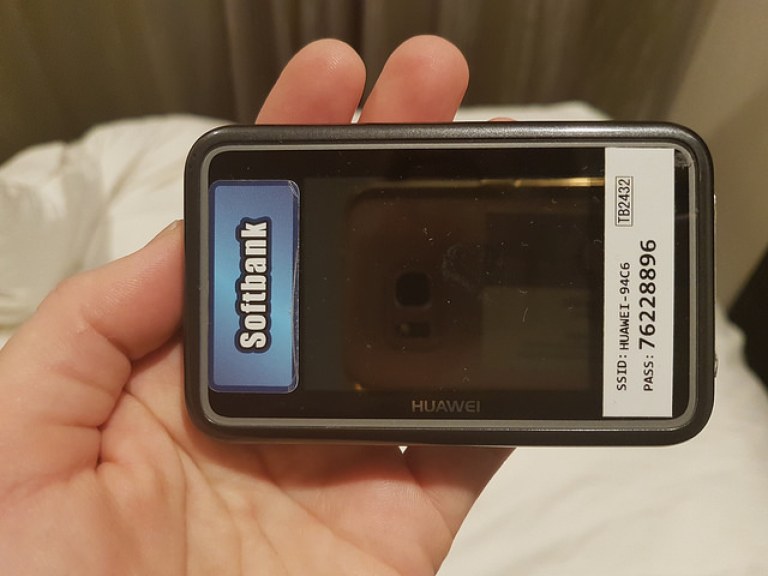 Softbank
HUAWEI
TB2432
SSID:HUAWEI-94C6
PASS:76228896